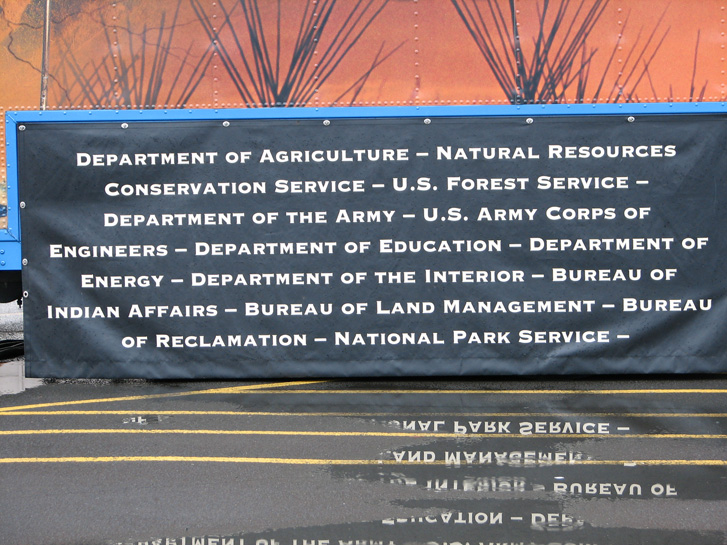 Department of Agriculture – Natural Resources
Conservation Service – U.S. Forest Service –
Department of the Army – U.S. Army Corps of
Engineers – Department of Education – Department of
Energy – Department of the Interior – Bureau of
Indian Affairs – Bureau of Land Management – Bureau
of Reclamation – National Park Service –